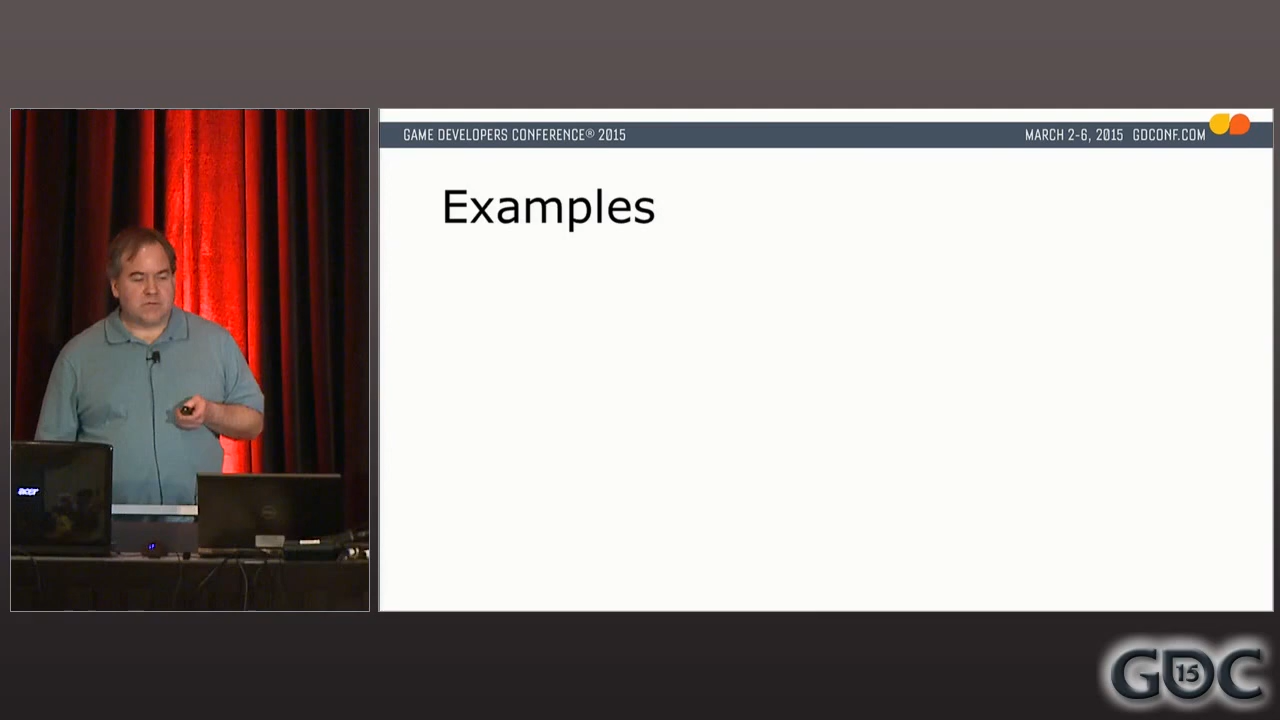 GAME DEVELOPERS CONFERENCE® 2015
MARCH 2-6, 2015 GDCONF.COM
Examples
acer
GDC
15